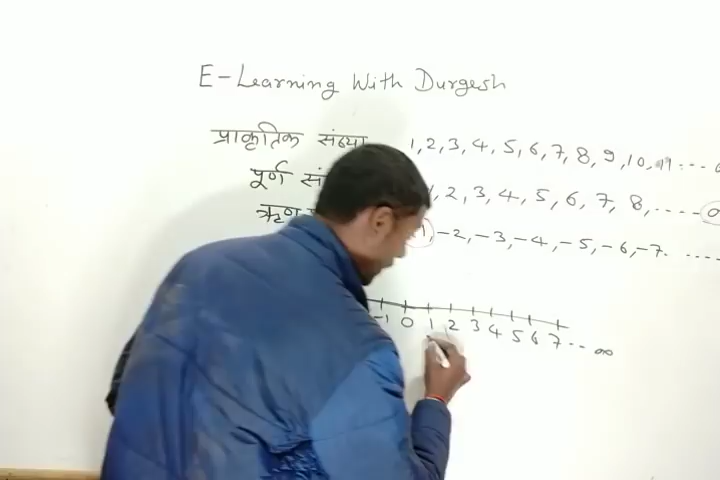 E-Learning With Durgesh
प्राकृतिक संख्या 1, 2, 3, 4, 5, 6, 7, 8, 9, 10, 11 ....
पूर्ण 2, 3, 4, 5, 6, 7, 8, ....
ऋण -2, -3, -4, -5, -6, -7. ....
-1 0 1 2 3 4 5 6 7 ... ∞